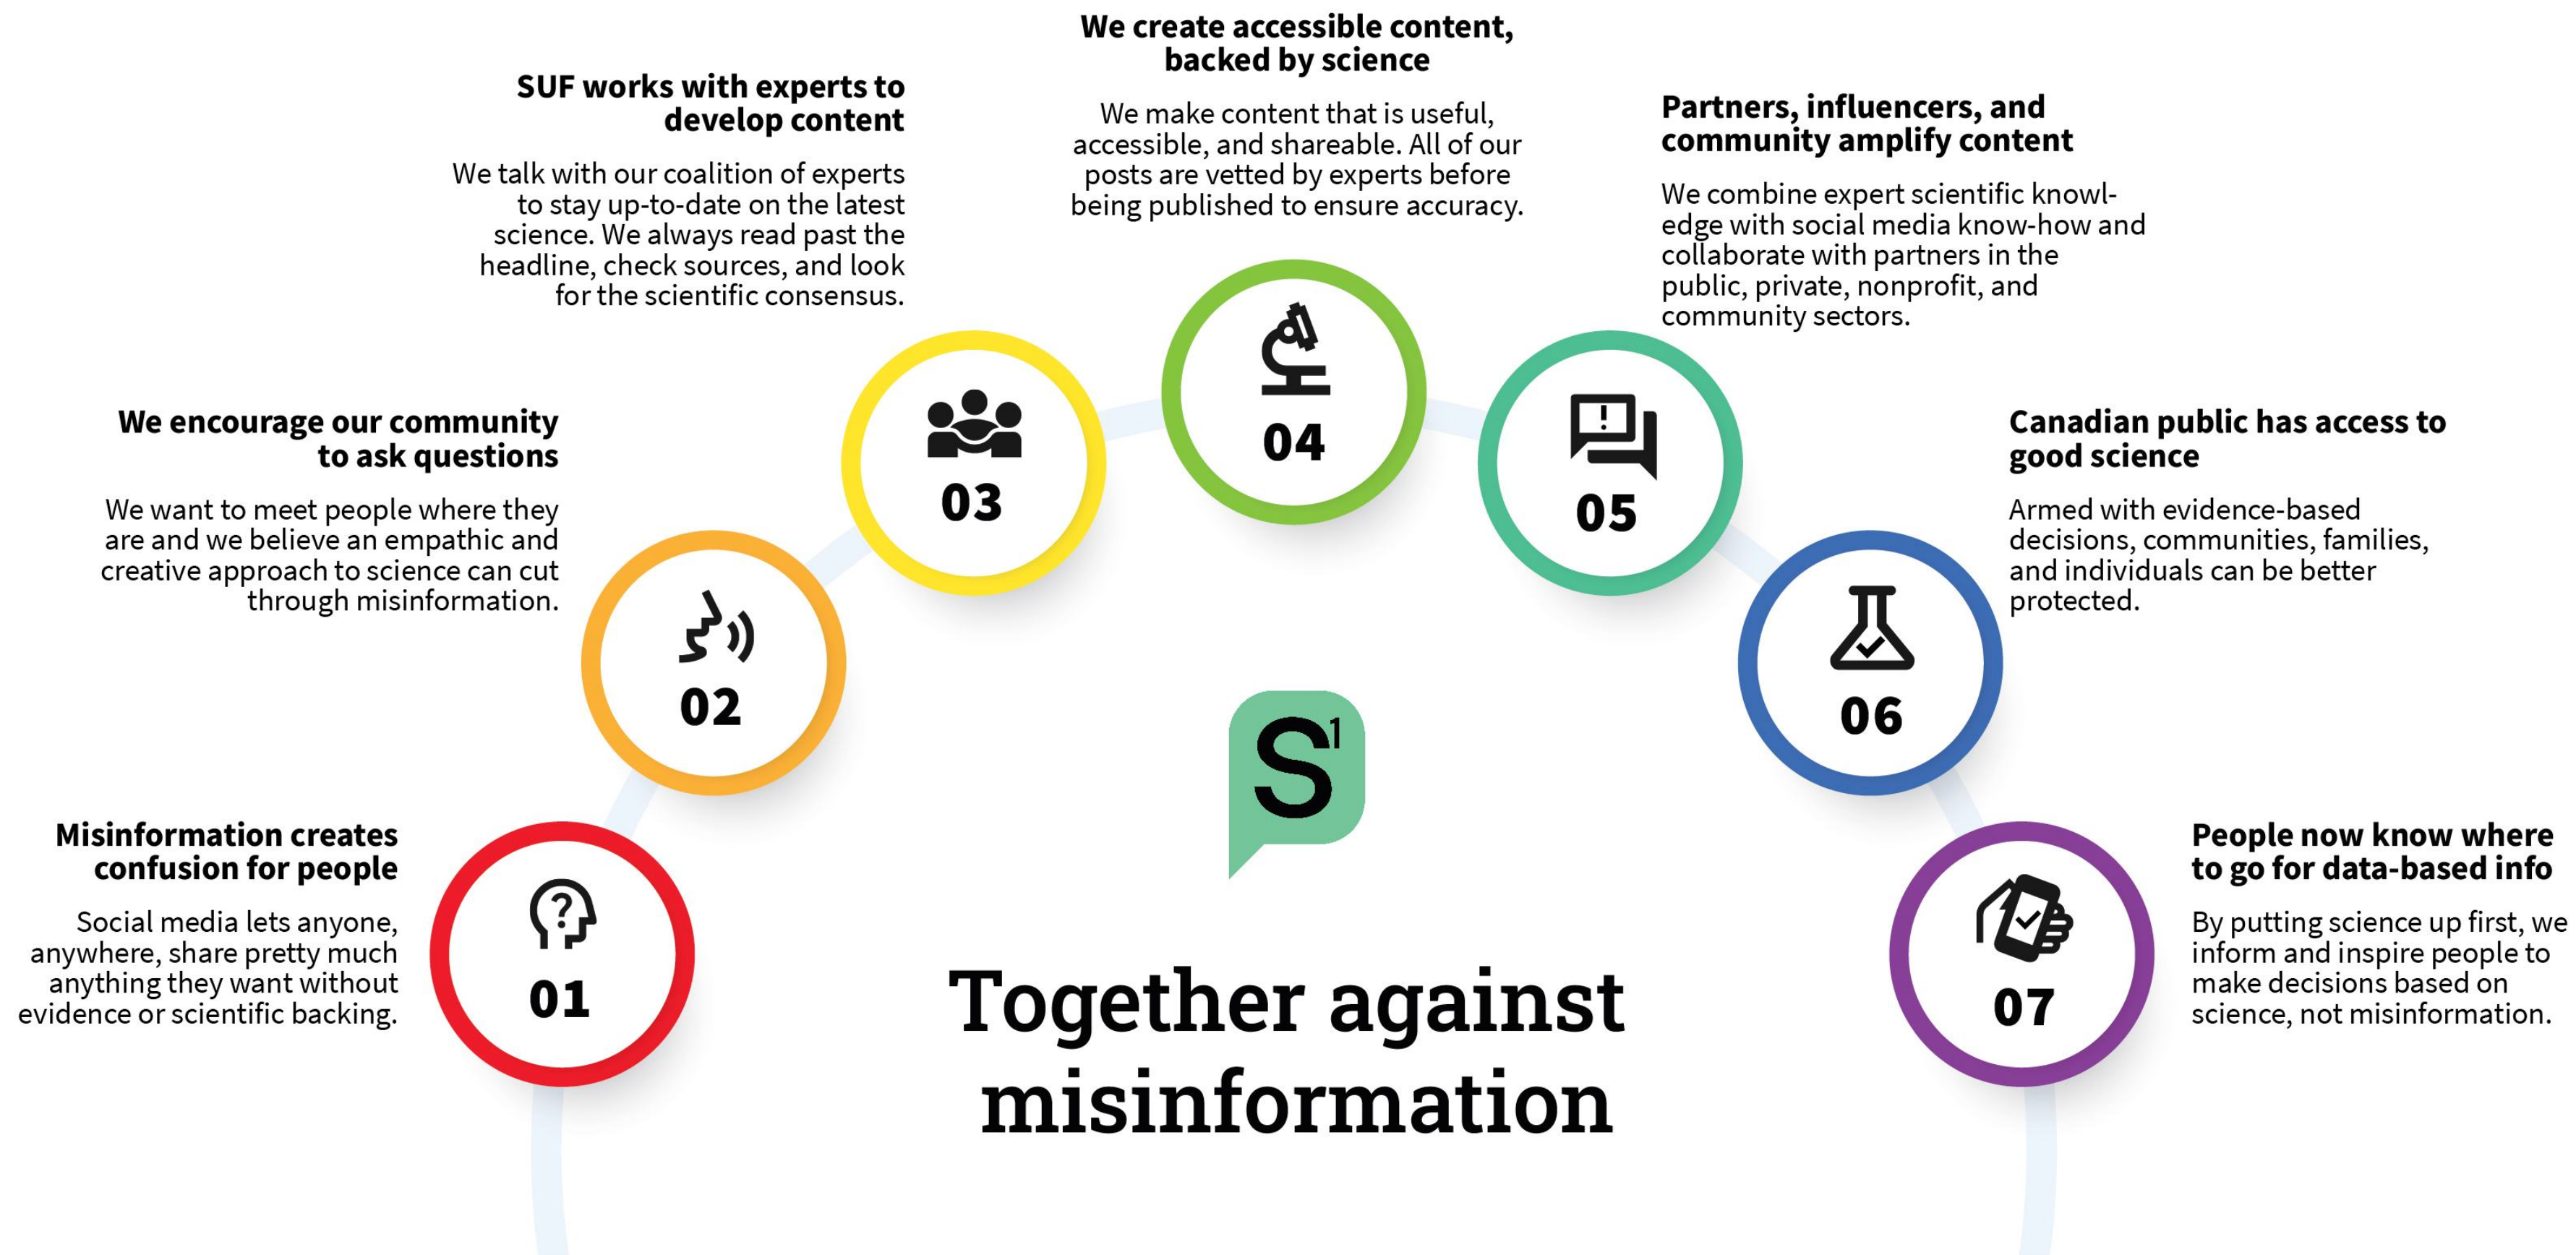 Misinformation creates
confusion for people
Social media lets anyone,
anywhere, share pretty much
anything they want without
evidence or scientific backing.
01
We encourage our community
to ask questions
We want to meet people where they
are and we believe an empathic and
creative approach to science can cut
through misinformation.
02
SUF works with experts to
develop content
We talk with our coalition of experts
to stay up-to-date on the latest
science. We always read past the
headline, check sources, and look
for the scientific consensus.
03
We create accessible content,
backed by science
We make content that is useful,
accessible, and shareable. All of our
posts are vetted by experts before
being published to ensure accuracy.
04
Partners, influencers, and
community amplify content
We combine expert scientific knowl-
edge with social media know-how and
collaborate with partners in the
public, private, nonprofit, and
community sectors.
05
Canadian public has access to
good science
Armed with evidence-based
decisions, communities, families,
and individuals can be better
protected.
06
People now know where
to go for data-based info
By putting science up first, we
inform and inspire people to
make decisions based on
science, not misinformation.
07
S1
Together against
misinformation